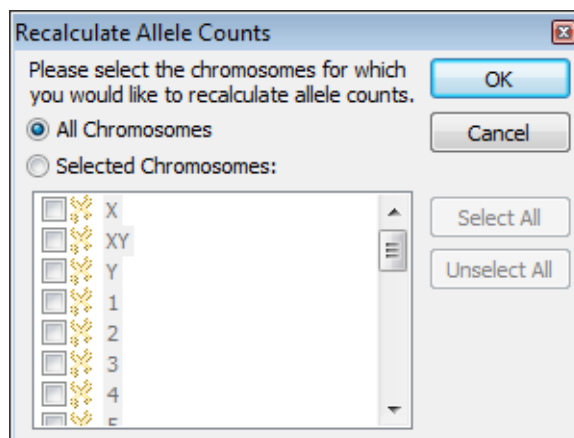 Recalculate Allele Counts
Please select the chromosomes for which
you would like to recalculate allele counts.
OK
Cancel
All Chromosomes
Selected Chromosomes:
X
XY
Y
1
2
3
4
Select All
Unselect All